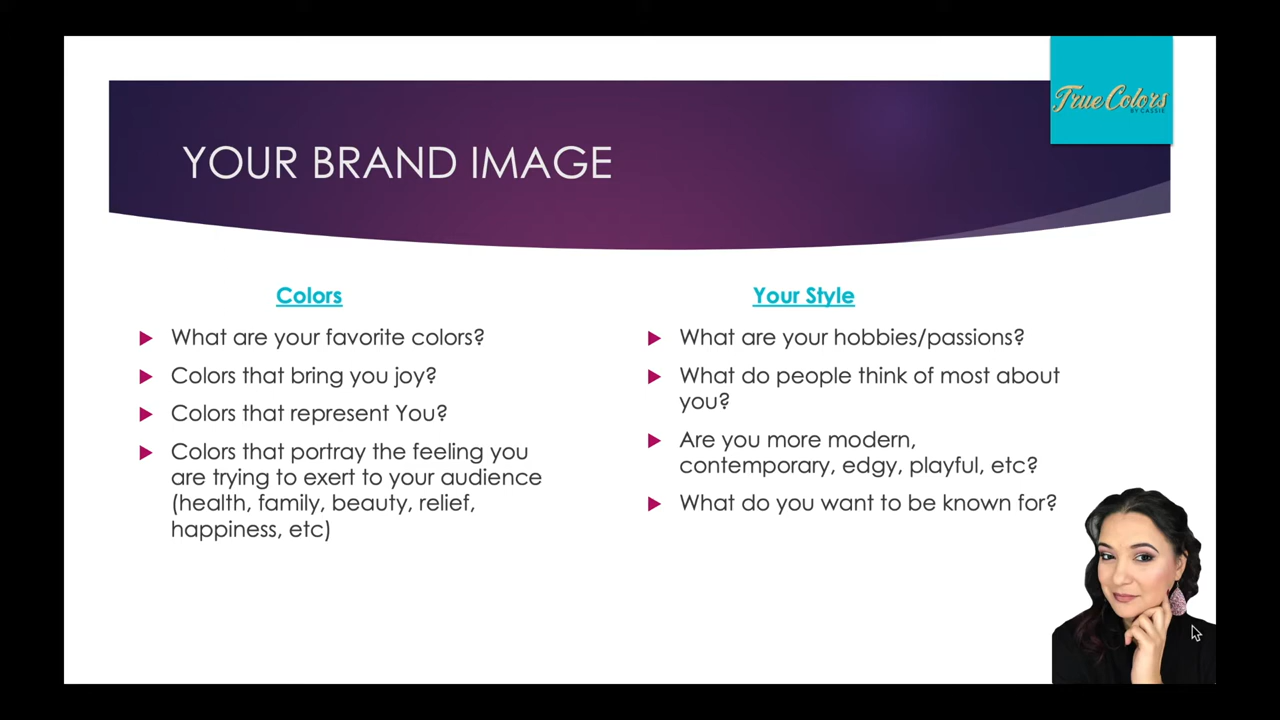 True Colors
BY CASSIE
YOUR BRAND IMAGE
Colors
What are your favorite colors?
Colors that bring you joy?
Colors that represent You?
Colors that portray the feeling you
are trying to exert to your audience
(health, family, beauty, relief,
happiness, etc)
Your Style
What are your hobbies/passions?
What do people think of most about
you?
Are you more modern,
contemporary, edgy, playful, etc?
What do you want to be known for?